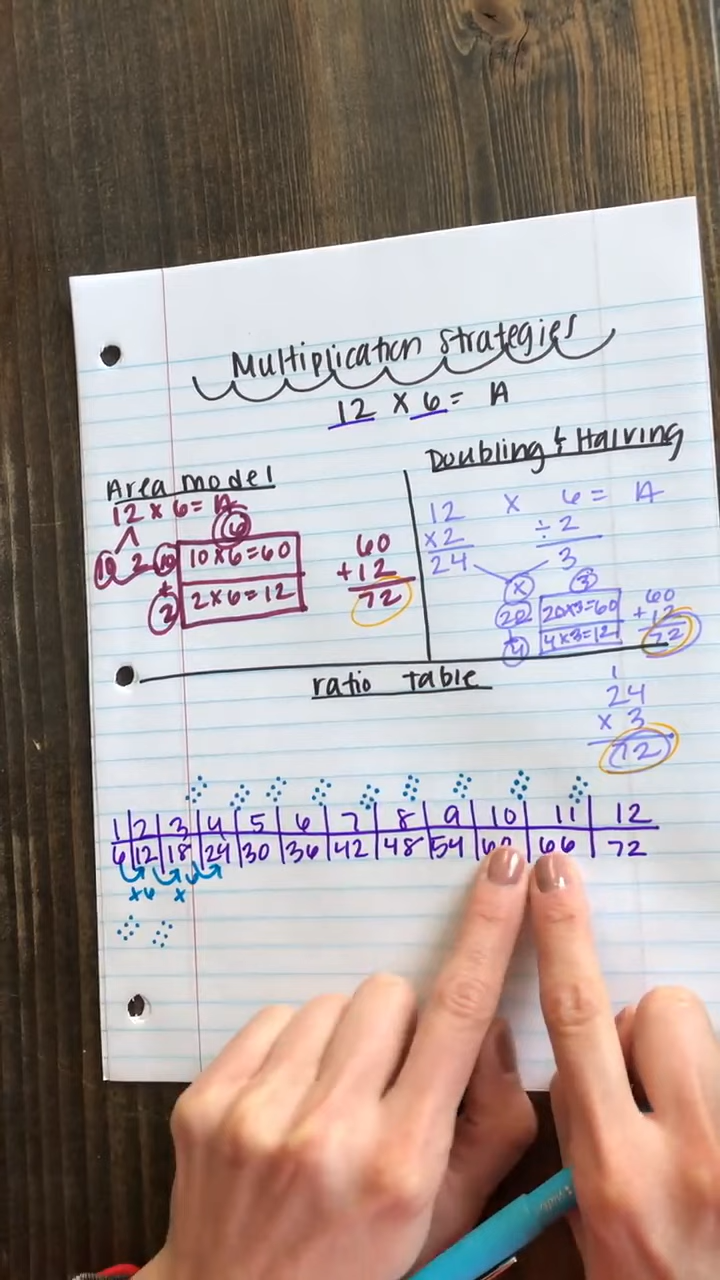 Multiplication Strategies
12 x 6 = A
Area model
12 x 6 = A
6
10 2 10 10x6=60
+
2 2x6=12
60
+12
72
Doubling & Halving
12 x 6 = A
x2 ÷2
24 3
x
3
20 20x3=60
+
4 4x3=12
60
+12
72
1
24
x 3
72
ratio table
1 2 3 4 5 6 7 8 9 10 11 12
6 12 18 24 30 36 42 48 54 60 66 72